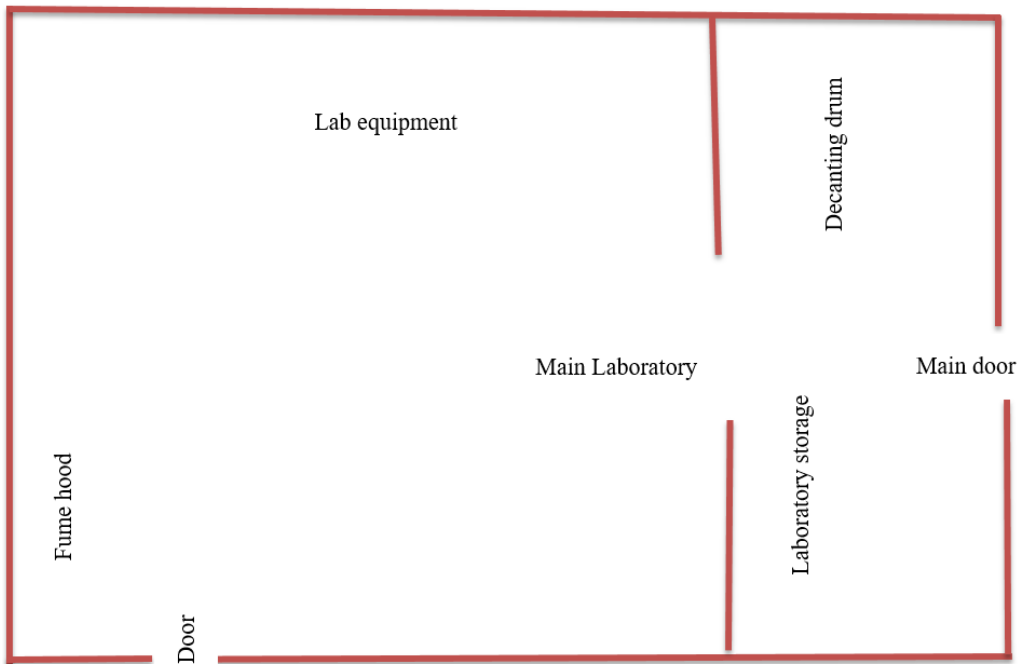 Lab equipment
Decanting drum
Main Laboratory
Main door
Laboratory storage
Fume hood
Door